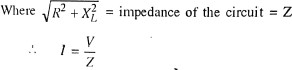 Where √(R² + X_L²) = impedance of the circuit = Z
∴ I = V/Z